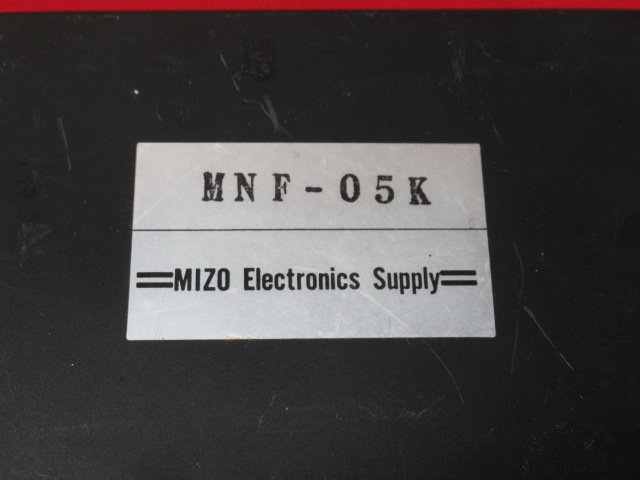 MNF-05K
=MIZO Electronics Supply=